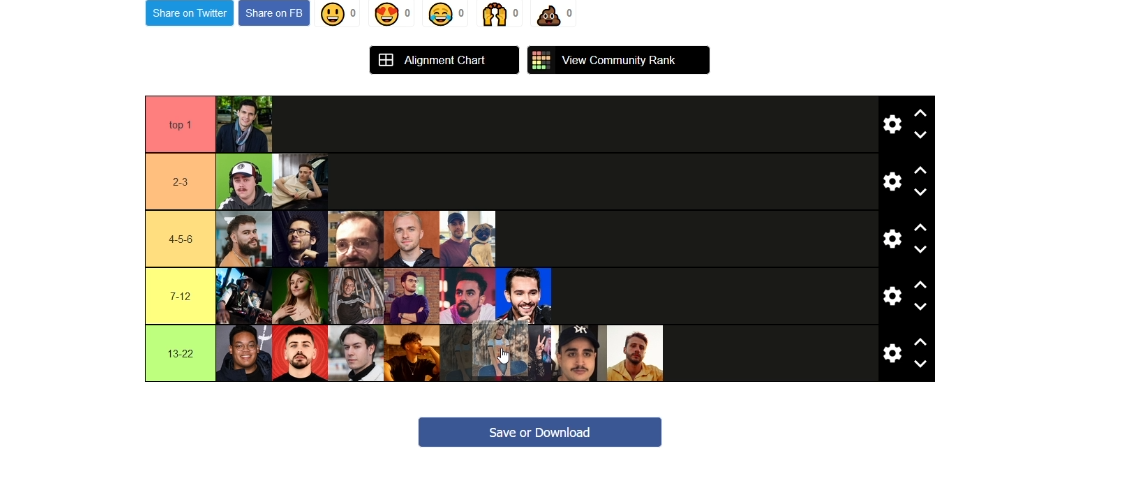 Share on Twitter Share on FB 0 0 0 0 0
Alignment Chart View Community Rank
top 1
2-3
4-5-6
7-12
13-22
Save or Download